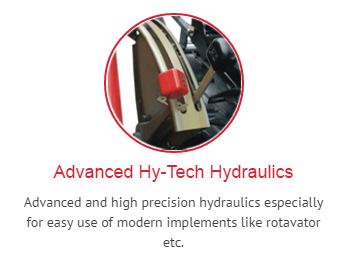 Advanced Hy-Tech Hydraulics
Advanced and high precision hydraulics especially
for easy use of modern implements like rotavator
etc.